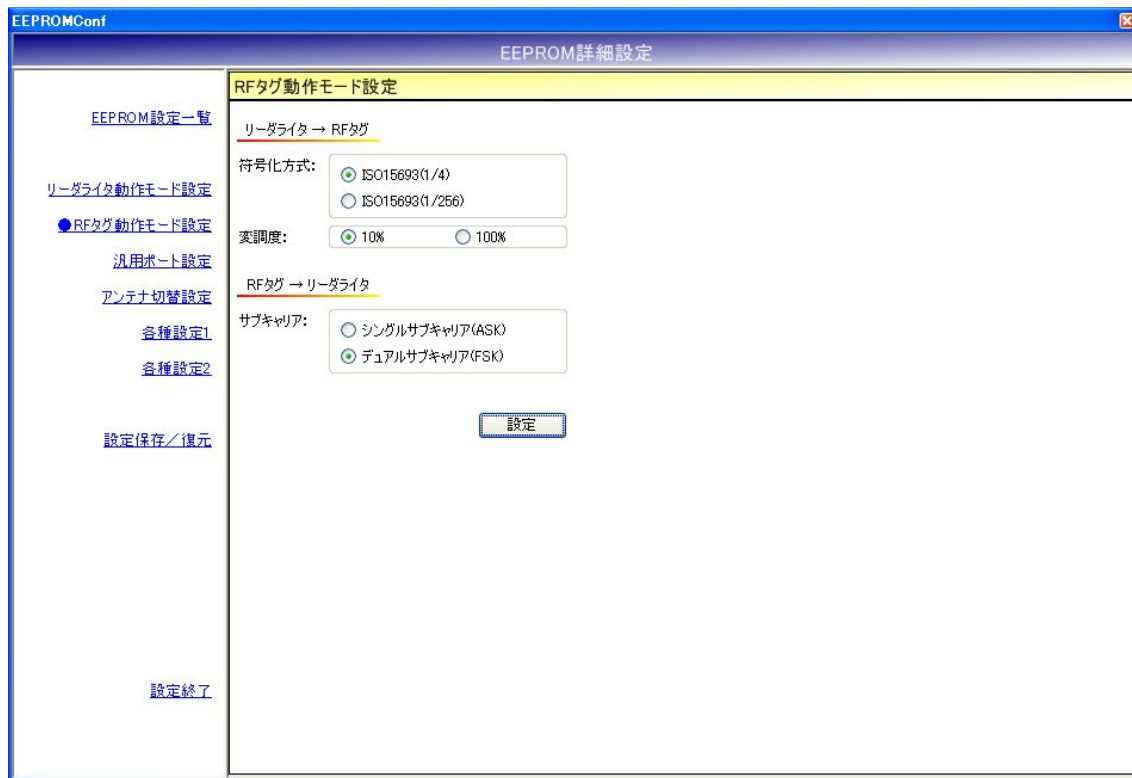 EEPROMConf
EEPROM詳細設定
EEPROM設定一覧
リーダライタ動作モード設定
●RFタグ動作モード設定
汎用ポート設定
アンテナ切替設定
各種設定1
各種設定2
設定保存／復元
設定終了
RFタグ動作モード設定
リーダライタ → RFタグ
符号化方式:
ISO15693(1/4)
ISO15693(1/256)
変調度:
10% 100%
RFタグ → リーダライタ
サブキャリア:
シングルサブキャリア(ASK)
デュアルサブキャリア(FSK)
設定